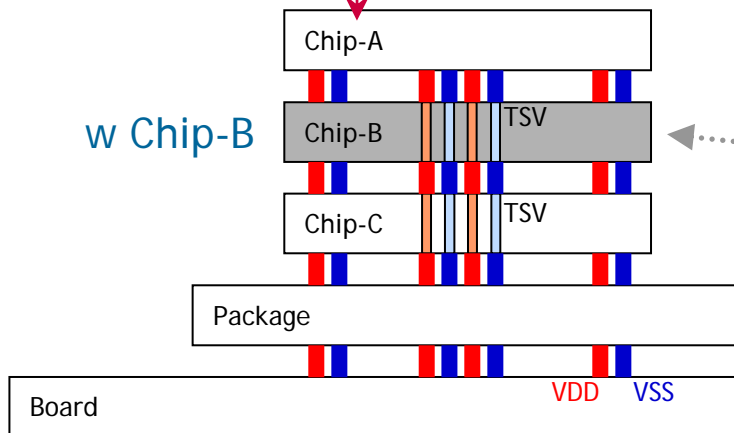 Chip-A
w Chip-B
Chip-B
TSV
Chip-C
TSV
Package
VDD
VSS
Board